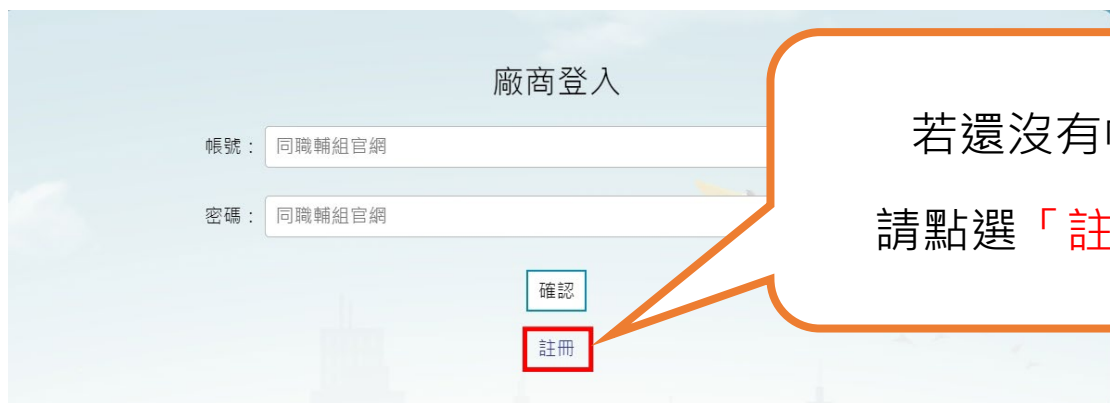 廠商登入
帳號：
同職輔組官網
密碼：
同職輔組官網
確認
註冊
若還沒有
請點選「註